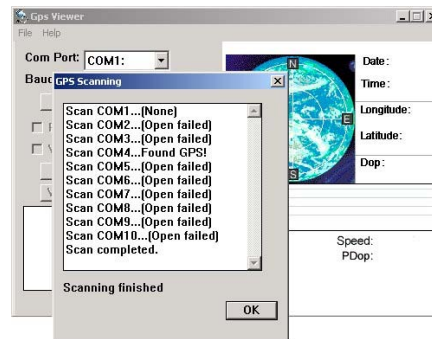 Gps Viewer
File Help
Com Port: COM1:
Baud
GPS Scanning
Scan COM1...(None)
Scan COM2...(Open failed)
Scan COM3...(Open failed)
Scan COM4...Found GPS!
Scan COM5...(Open failed)
Scan COM6...(Open failed)
Scan COM7...(Open failed)
Scan COM8...(Open failed)
Scan COM9...(Open failed)
Scan COM10...(Open failed)
Scan completed.
Scanning finished
OK
N
E
S
Date:
Time:
Longitude:
Latitude:
Dop:
Speed:
PDop: